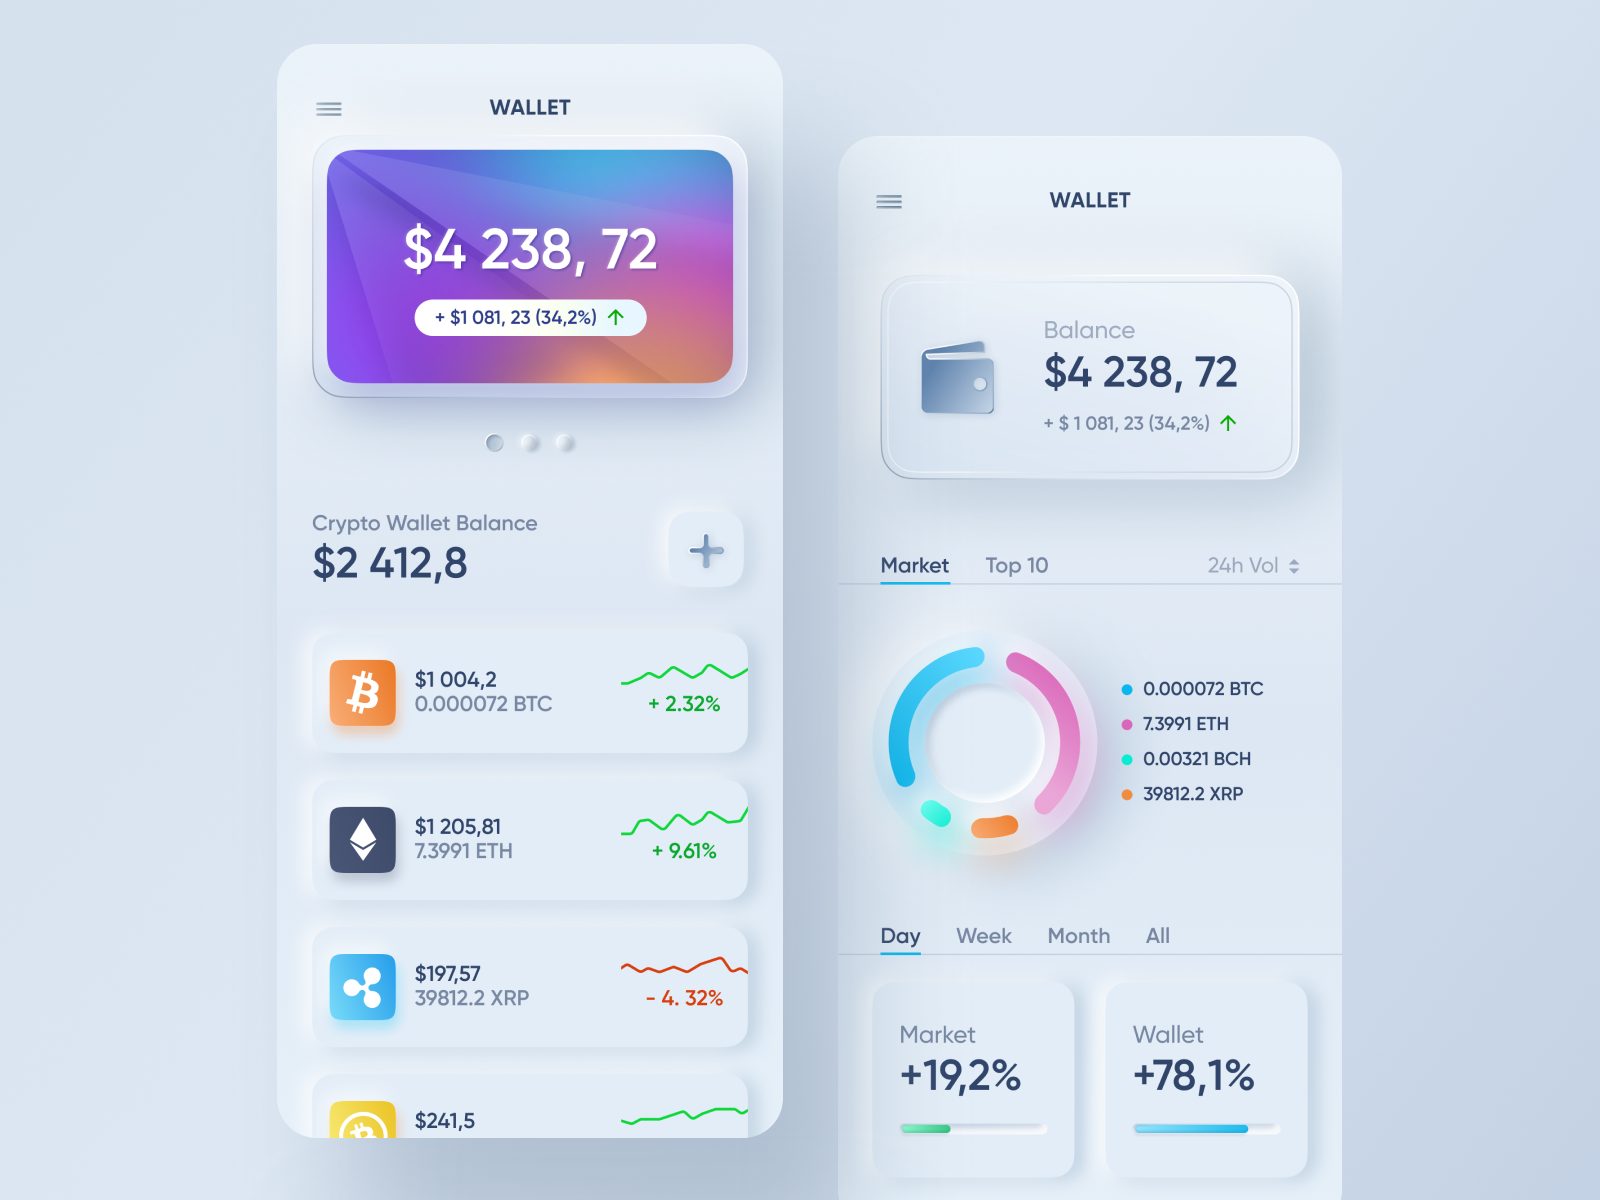 WALLET
$4 238, 72
+ $1 081, 23 (34,2%)
Crypto Wallet Balance
$2 412,8
$1 004,2
0.000072 BTC
+ 2.32%
$1 205,81
7.3991 ETH
+ 9.61%
$197,57
39812.2 XRP
- 4. 32%
$241,5
WALLET
Balance
$4 238, 72
+ $ 1 081, 23 (34,2%)
Market Top 10 24h Vol
0.000072 BTC
7.3991 ETH
0.00321 BCH
39812.2 XRP
Day Week Month All
Market
+19,2%
Wallet
+78,1%